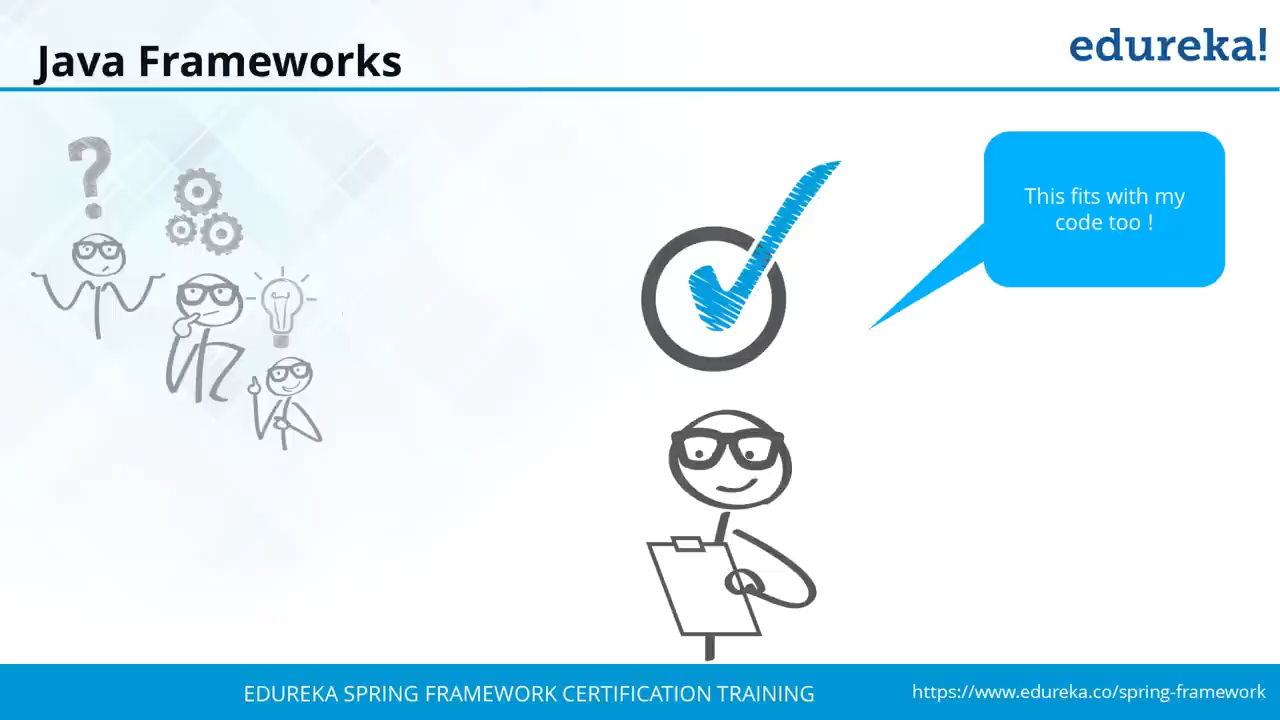 Java Frameworks
edureka!
This fits with my
code too !
EDUREKA SPRING FRAMEWORK CERTIFICATION TRAINING
https://www.edureka.co/spring-framework